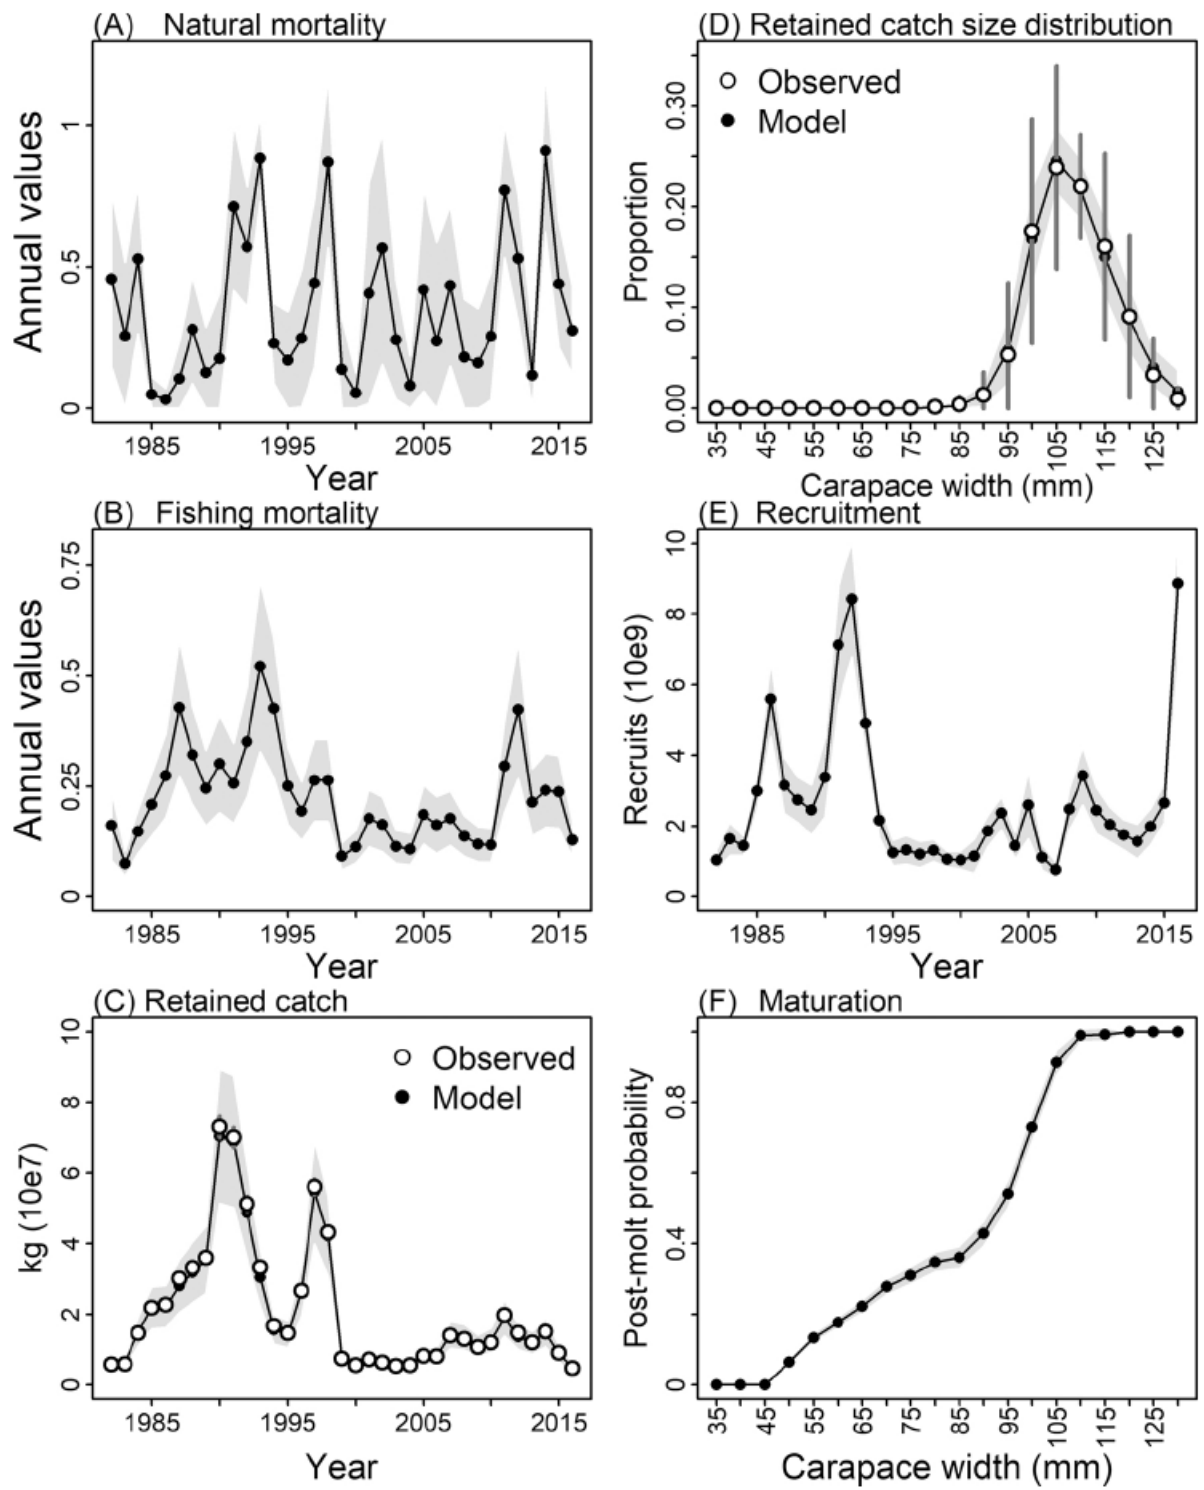 (A) Natural mortality
Annual values
1
0.5
0
1985 1995 2005 2015
Year
(B) Fishing mortality
Annual values
0.75
0.5
0.25
0
1985 1995 2005 2015
Year
(C) Retained catch
Observed
Model
kg (10e7)
10
8
6
4
2
0
1985 1995 2005 2015
Year
(D) Retained catch size distribution
Observed
Model
Proportion
0.30
0.20
0.10
0.00
35 45 55 65 75 85 95 105 115 125
Carapace width (mm)
(E) Recruitment
Recruits (10e9)
10
8
6
4
2
0
1985 1995 2005 2015
Year
(F) Maturation
Post-molt probability
0.8
0.4
0
35 45 55 65 75 85 95 105 115 125
Carapace width (mm)